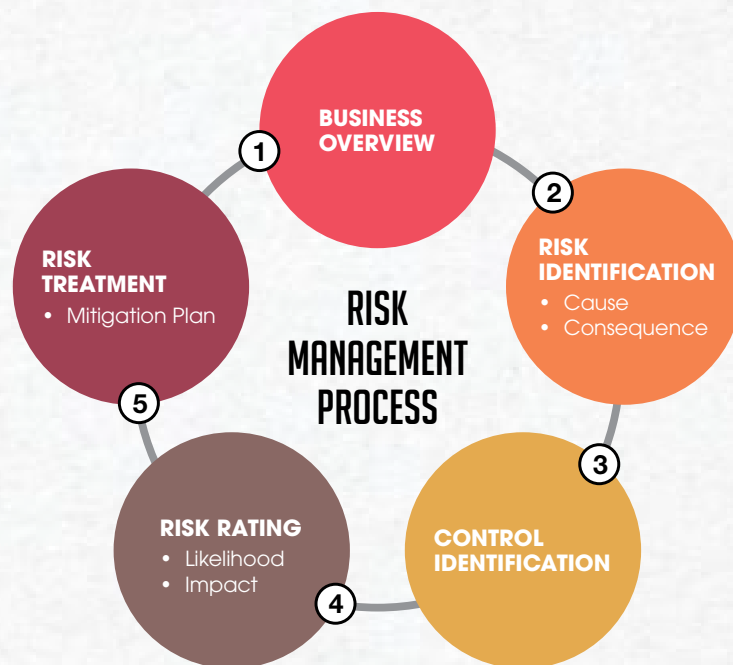 1
BUSINESS
OVERVIEW
2
RISK
IDENTIFICATION
• Cause
• Consequence
3
CONTROL
IDENTIFICATION
4
RISK RATING
• Likelihood
• Impact
5
RISK
TREATMENT
• Mitigation Plan
RISK
MANAGEMENT
PROCESS